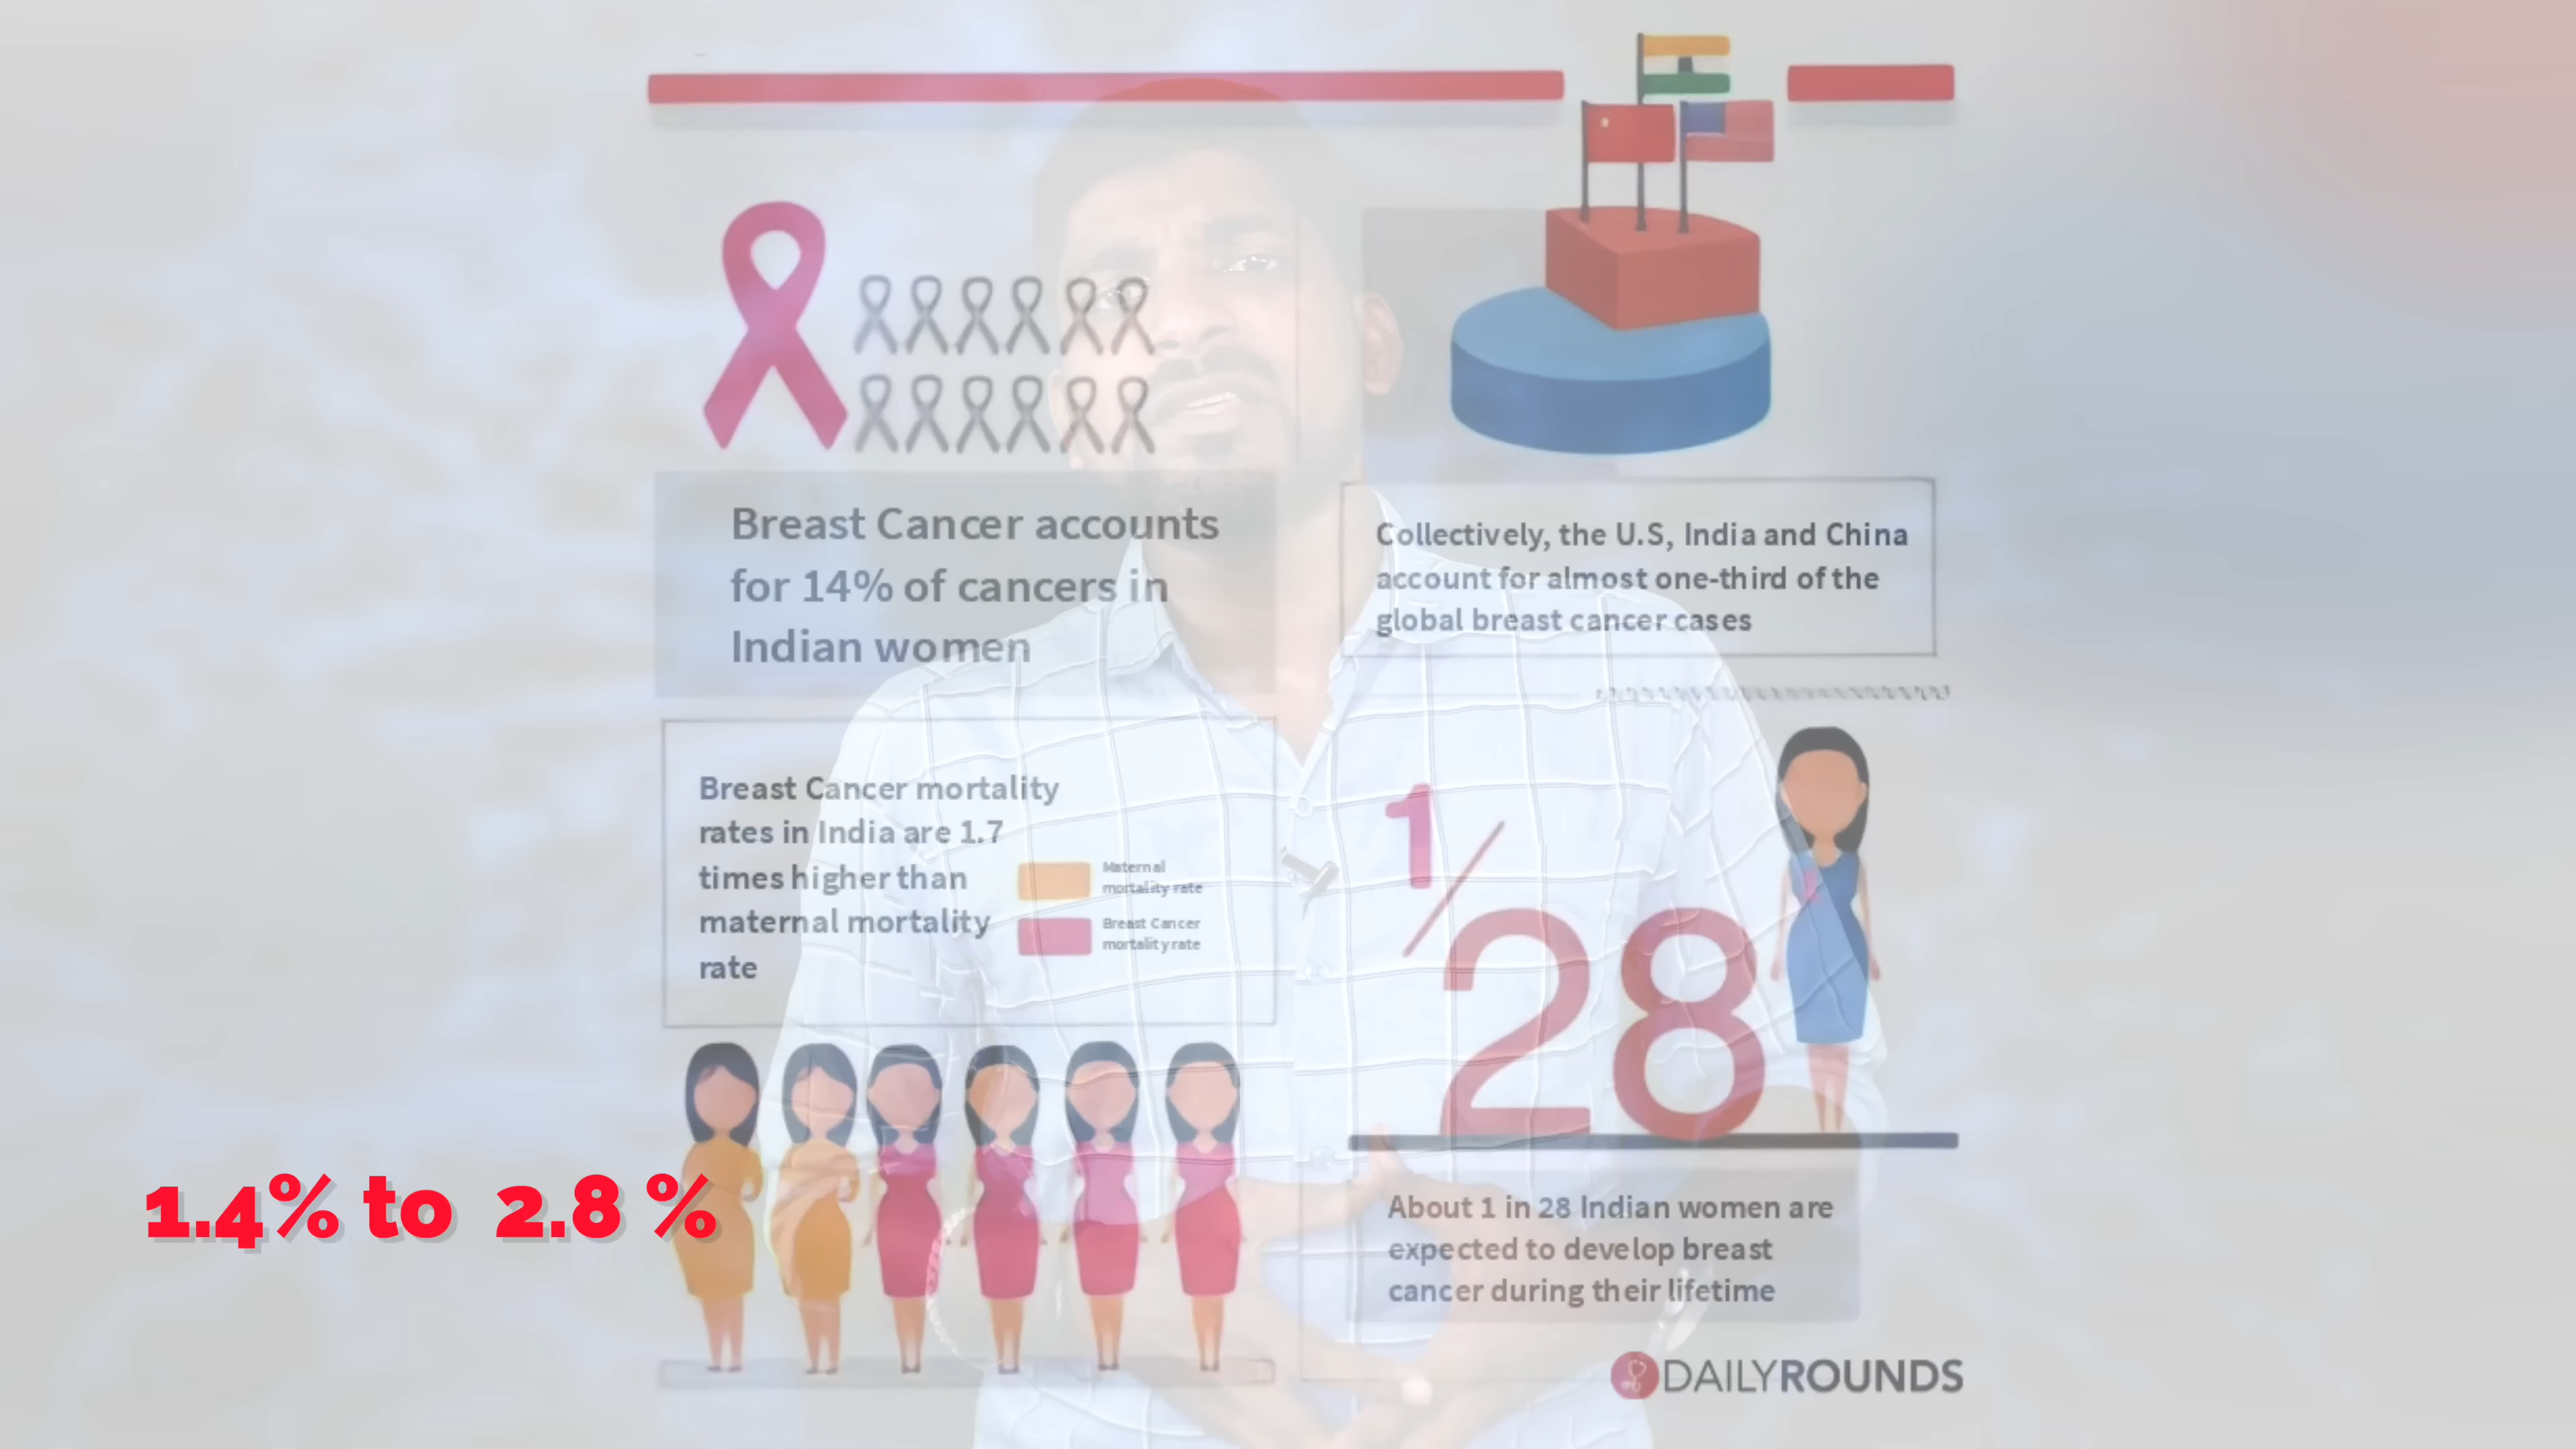 Breast Cancer accounts
for 14% of cancers in
Indian women
Collectively, the U.S, India and China
account for almost one-third of the
global breast cancer cases
Breast Cancer mortality
rates in India are 1.7
times higher than
maternal mortality
rate
Maternal
mortality rate
Breast Cancer
mortality rate
1/28
About 1 in 28 Indian women are
expected to develop breast
cancer during their lifetime
1.4% to 2.8 %
DAILYROUNDS